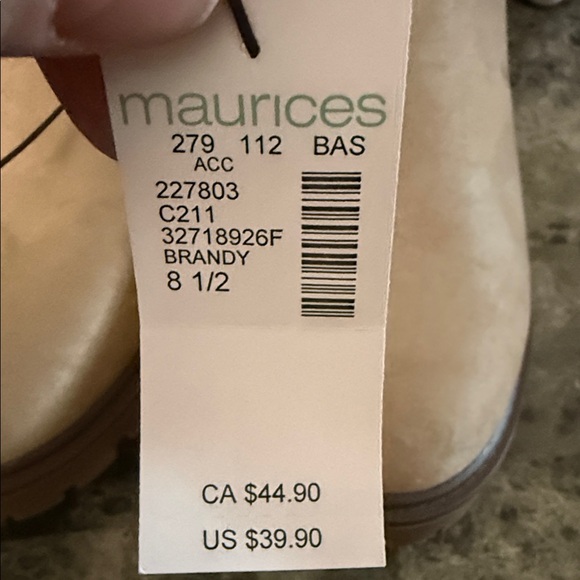 maurices
279 112 BAS
ACC
227803
C211
32718926F
BRANDY
8 1/2
CA $44.90
US $39.90